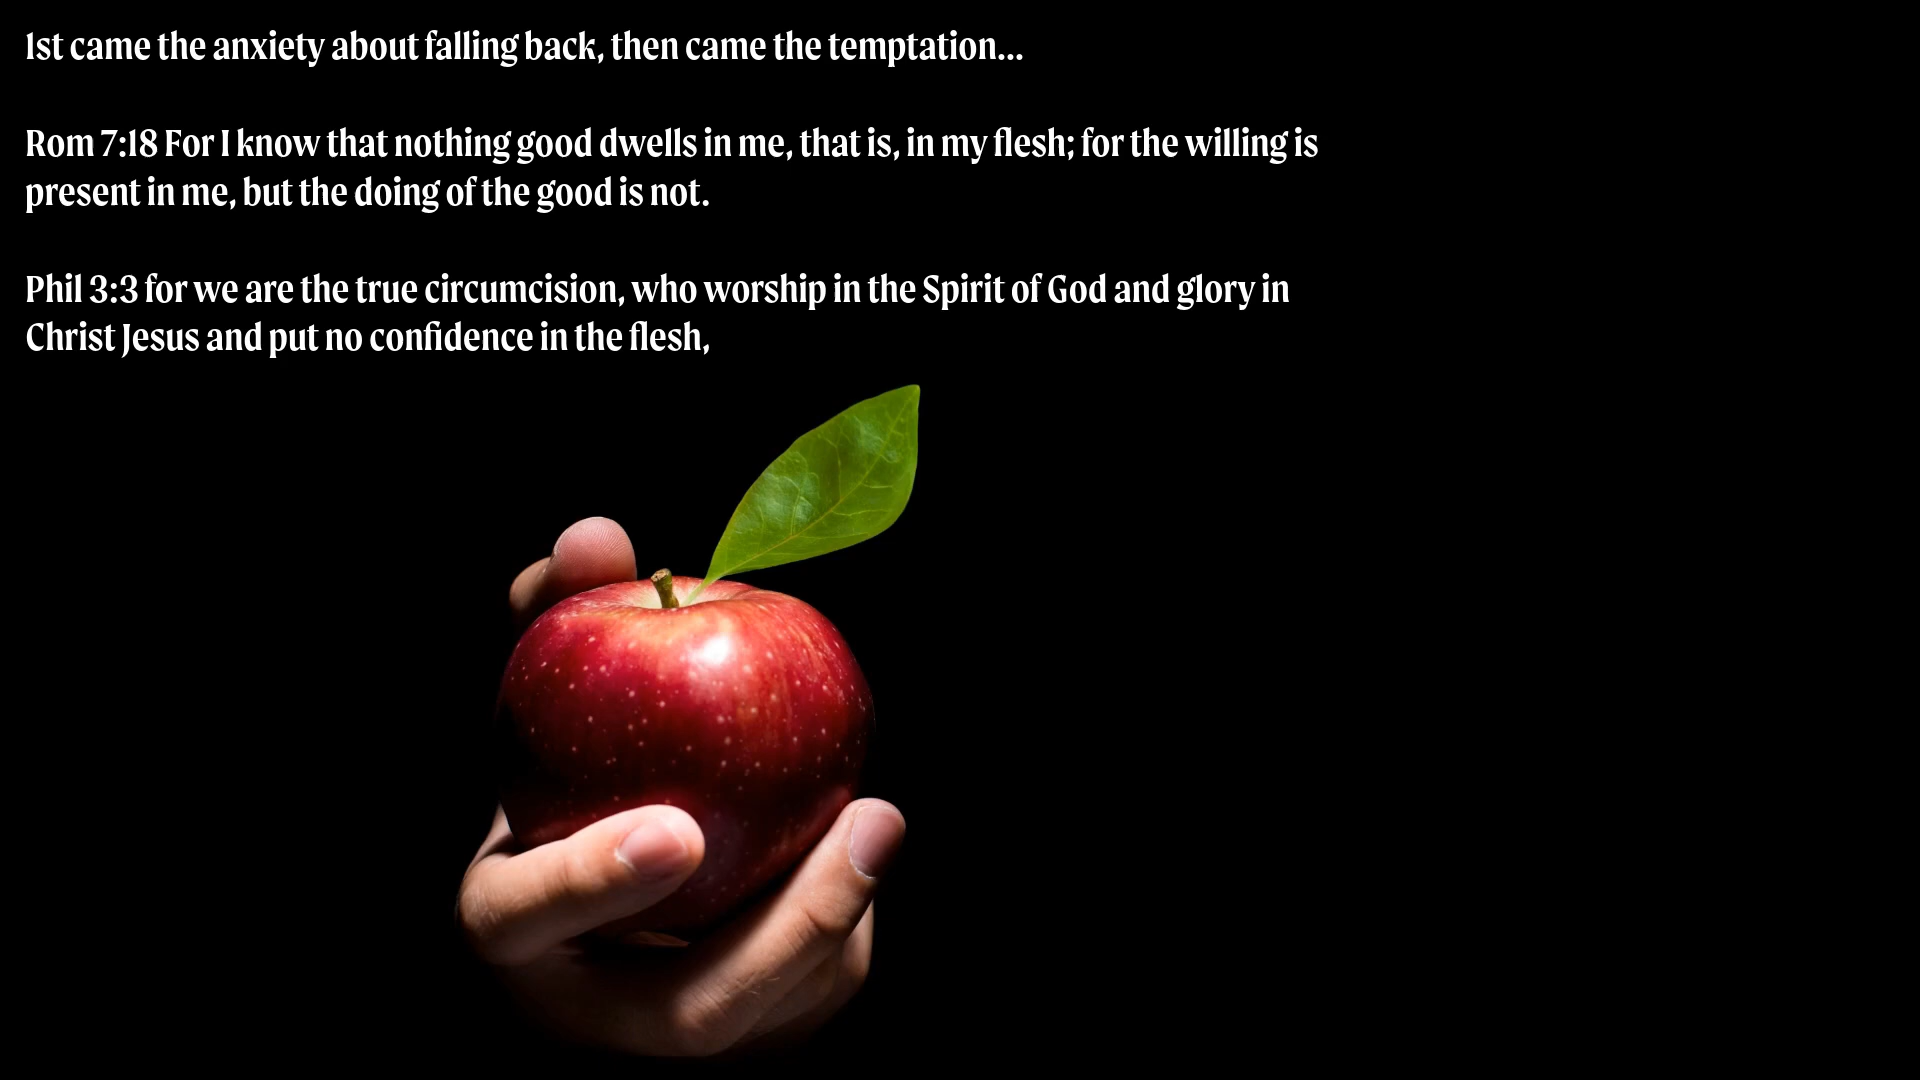 1st came the anxiety about falling back, then came the temptation...
Rom 7:18 For I know that nothing good dwells in me, that is, in my flesh; for the willing is
present in me, but the doing of the good is not.
Phil 3:3 for we are the true circumcision, who worship in the Spirit of God and glory in
Christ Jesus and put no confidence in the flesh,